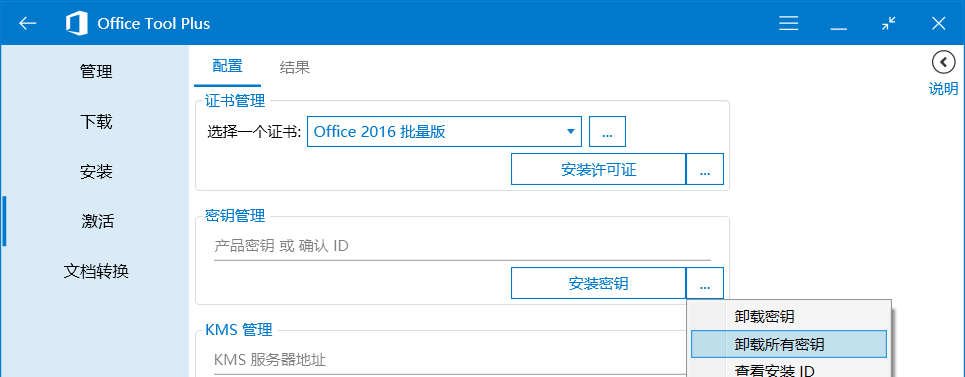 Office Tool Plus
管理
下载
安装
激活
文档转换
配置 结果
说明
证书管理
选择一个证书: Office 2016 批量版 ...
安装许可证 ...
密钥管理
产品密钥 或 确认 ID
安装密钥 ...
卸载密钥
卸载所有密钥
查看安装 ID
KMS 管理
KMS 服务器地址